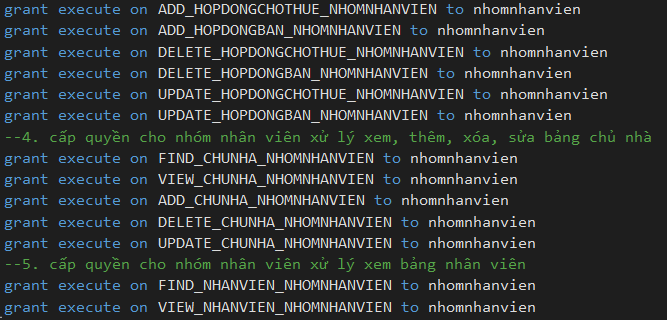 grant execute on ADD_HOPDONGCHOTHUE_NHOMNHANVIEN to nhomnhanvien
grant execute on ADD_HOPDONGBAN_NHOMNHANVIEN to nhomnhanvien
grant execute on DELETE_HOPDONGCHOTHUE_NHOMNHANVIEN to nhomnhanvien
grant execute on DELETE_HOPDONGBAN_NHOMNHANVIEN to nhomnhanvien
grant execute on UPDATE_HOPDONGCHOTHUE_NHOMNHANVIEN to nhomnhanvien
grant execute on UPDATE_HOPDONGBAN_NHOMNHANVIEN to nhomnhanvien
--4. cấp quyền cho nhóm nhân viên xử lý xem, thêm, xóa, sửa bảng chủ nhà
grant execute on FIND_CHUNHA_NHOMNHANVIEN to nhomnhanvien
grant execute on VIEW_CHUNHA_NHOMNHANVIEN to nhomnhanvien
grant execute on ADD_CHUNHA_NHOMNHANVIEN to nhomnhanvien
grant execute on DELETE_CHUNHA_NHOMNHANVIEN to nhomnhanvien
grant execute on UPDATE_CHUNHA_NHOMNHANVIEN to nhomnhanvien
--5. cấp quyền cho nhóm nhân viên xử lý xem bảng nhân viên
grant execute on FIND_NHANVIEN_NHOMNHANVIEN to nhomnhanvien
grant execute on VIEW_NHANVIEN_NHOMNHANVIEN to nhomnhanvien